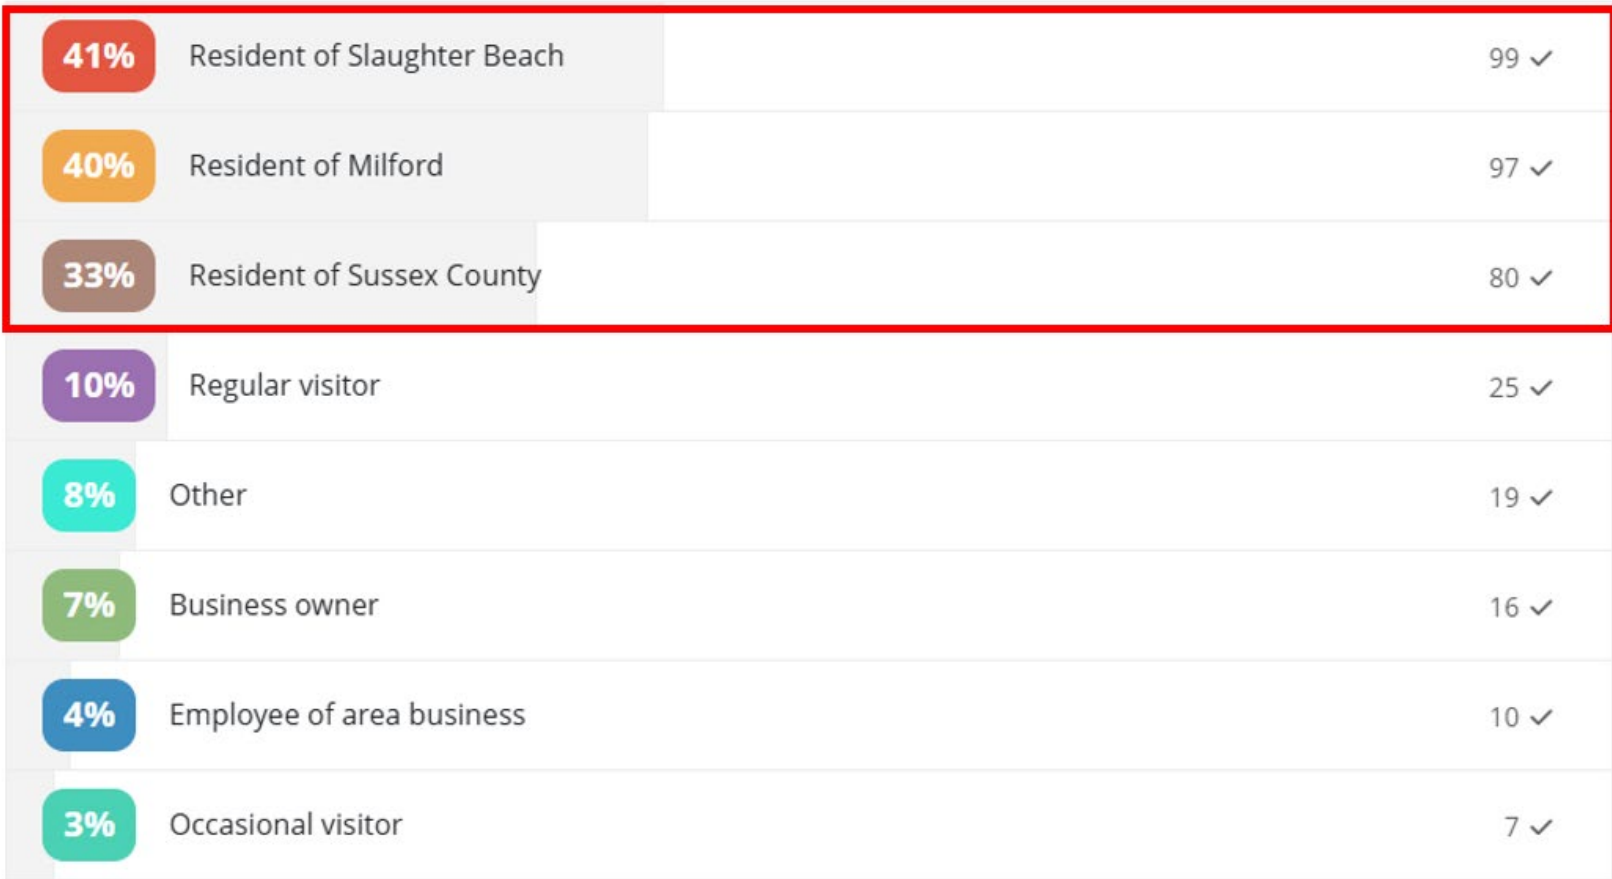 41% Resident of Slaughter Beach 99 ✓
40% Resident of Milford 97 ✓
33% Resident of Sussex County 80 ✓
10% Regular visitor 25 ✓
8% Other 19 ✓
7% Business owner 16 ✓
4% Employee of area business 10 ✓
3% Occasional visitor 7 ✓